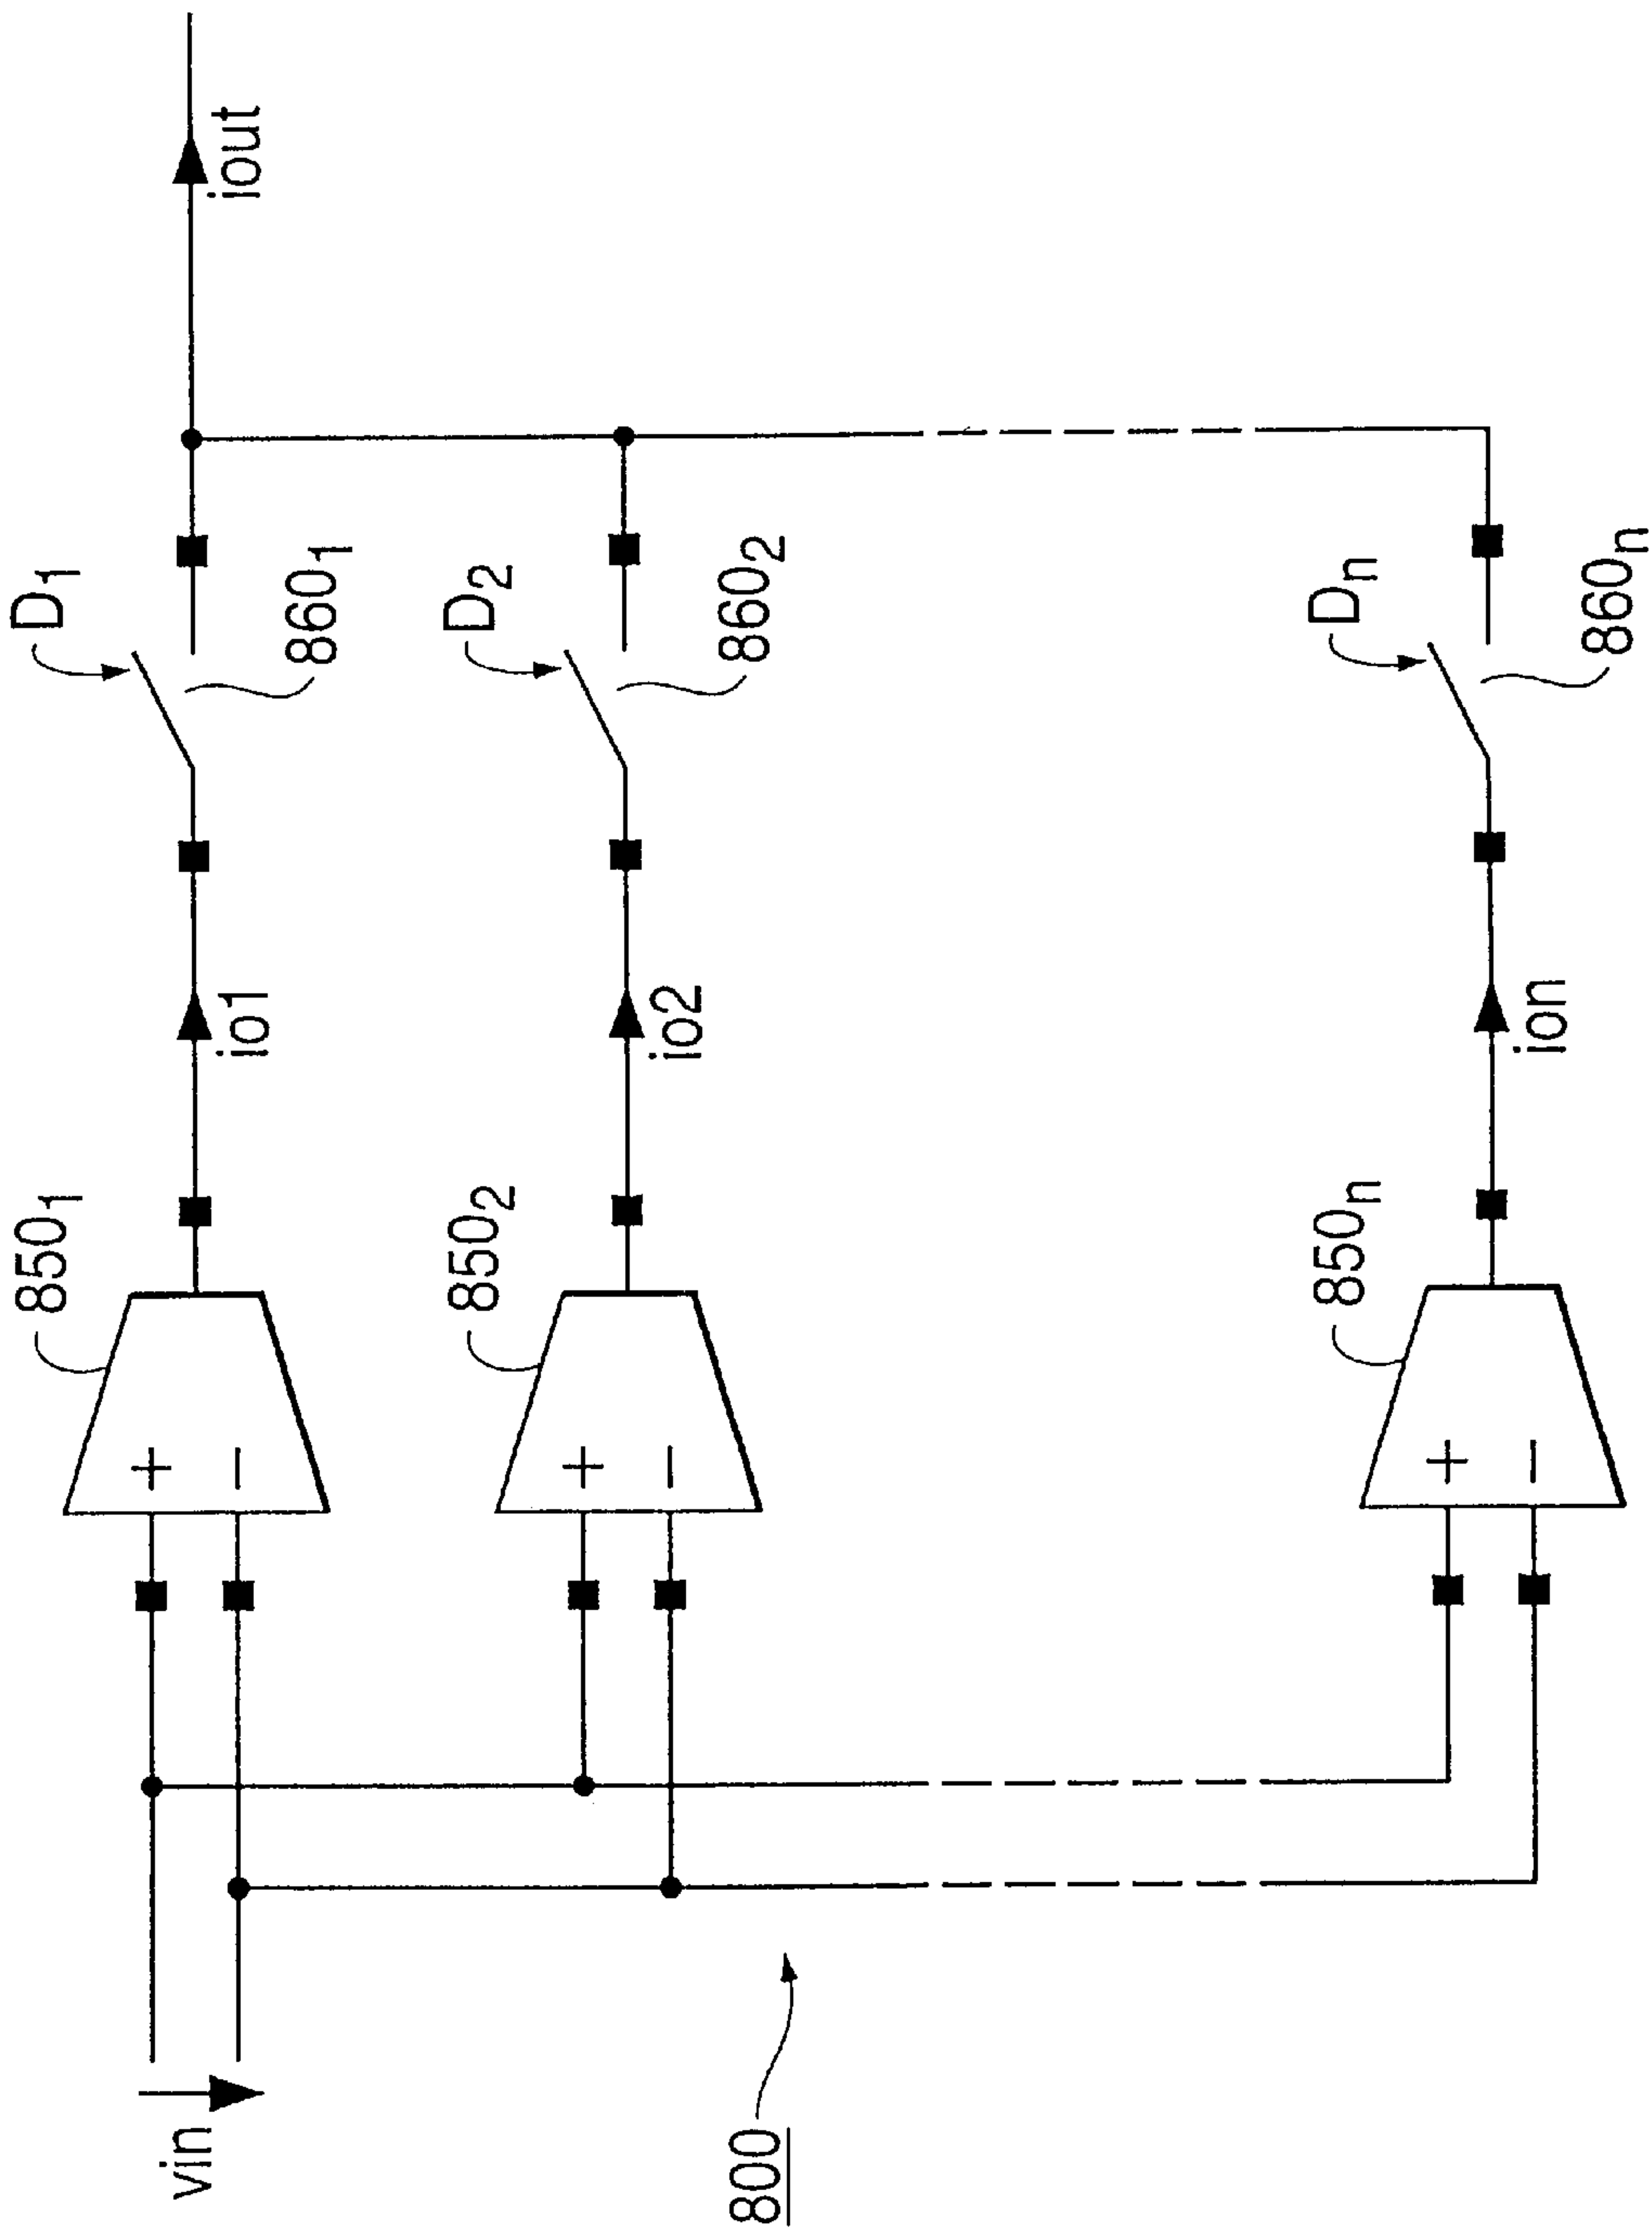 D₁
iout
850₁
io1
860₁
+
−
D₂
850₂
io2
860₂
+
−
vin
Dₙ
850ₙ
ion
860ₙ
+
−
800